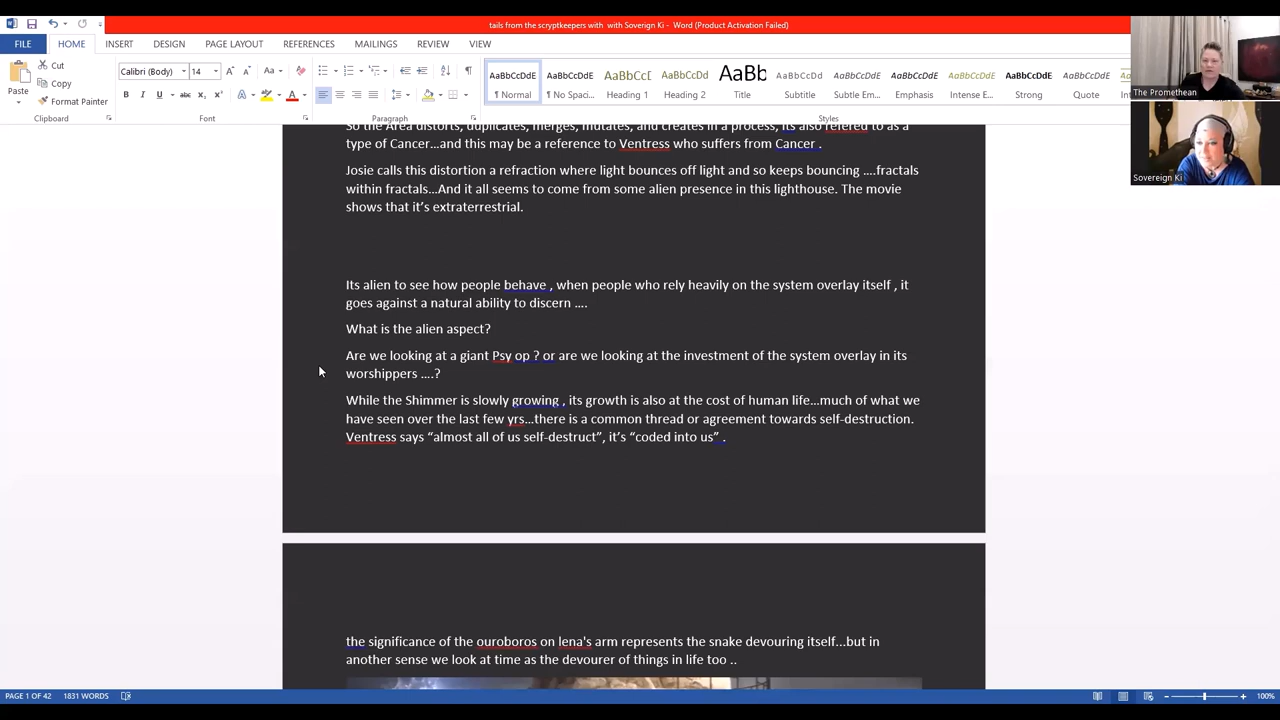 tails from the scryptkeepers with with Soverign Ki - Word (Product Activation Failed)
FILE HOME INSERT DESIGN PAGE LAYOUT REFERENCES MAILINGS REVIEW VIEW
Paste
Cut
Copy
Format Painter
Clipboard
Calibri (Body) 14
Font
Paragraph
AaBbCcDdE AaBbCcDdE AaBbC( AaBbCcDd AaBb AaBbCcDdE AaBbCcDdE AaBbCcDdE AaBbCcDdE AaBbCcDdE AaBbCcDdE
¶ Normal ¶ No Spaci... Heading 1 Heading 2 Title Subtitle Subtle Em... Emphasis Intense E... Strong Quote
Styles
The Promethean
Sovereign Ki
So the Area distorts, duplicates, merges, mutates, and creates in a process, its also refered to as a
type of Cancer...and this may be a reference to Ventress who suffers from Cancer .
Josie calls this distortion a refraction where light bounces off light and so keeps bouncing ....fractals
within fractals...And it all seems to come from some alien presence in this lighthouse. The movie
shows that it’s extraterrestrial.
Its alien to see how people behave , when people who rely heavily on the system overlay itself , it
goes against a natural ability to discern ....
What is the alien aspect?
Are we looking at a giant Psy op ? or are we looking at the investment of the system overlay in its
worshippers ....?
While the Shimmer is slowly growing , its growth is also at the cost of human life...much of what we
have seen over the last few yrs...there is a common thread or agreement towards self-destruction.
Ventress says “almost all of us self-destruct”, it’s “coded into us” .
the significance of the ouroboros on lena's arm represents the snake devouring itself...but in
another sense we look at time as the devourer of things in life too ..
PAGE 1 OF 42 1831 WORDS 100%